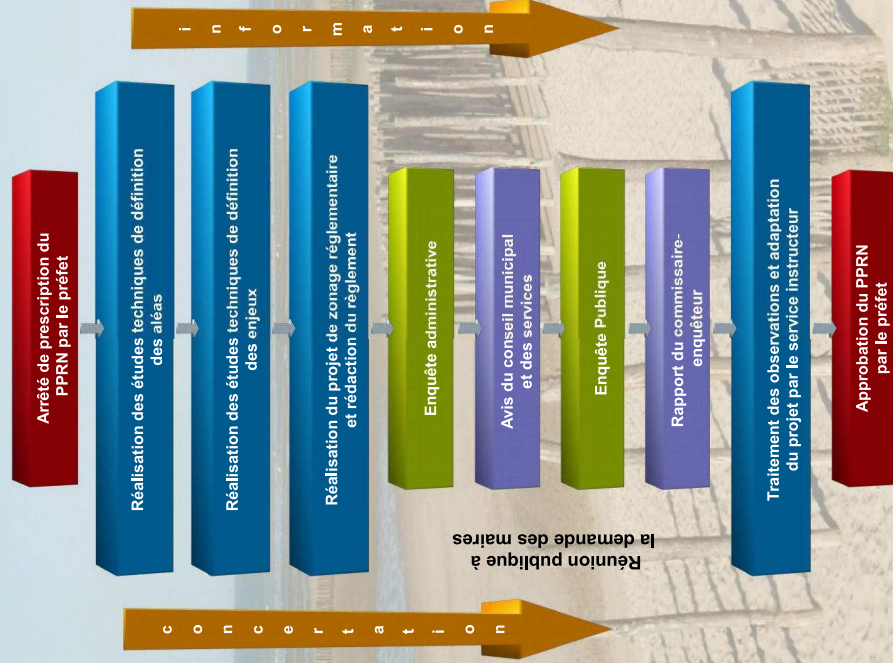 Arrêté de prescription du
PPRN par le préfet
Réalisation des études techniques de définition
des aléas
Réalisation des études techniques de définition
des enjeux
Réalisation du projet de zonage réglementaire
et rédaction du règlement
Enquête administrative
Avis du conseil municipal
et des services
Enquête Publique
Rapport du commissaire-
enquêteur
Traitement des observations et adaptation
du projet par le service instructeur
Approbation du PPRN
par le préfet
concertation
information
Réunion publique à
la demande des maires